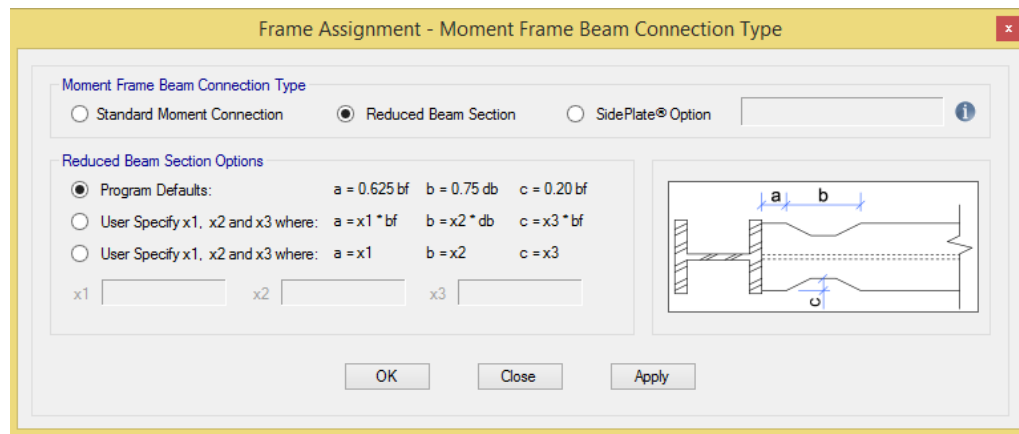 Frame Assignment - Moment Frame Beam Connection Type
x
Moment Frame Beam Connection Type
Standard Moment Connection Reduced Beam Section SidePlate® Option i
Reduced Beam Section Options
Program Defaults: a = 0.625 bf b = 0.75 db c = 0.20 bf
User Specify x1, x2 and x3 where: a = x1 * bf b = x2 * db c = x3 * bf
User Specify x1, x2 and x3 where: a = x1 b = x2 c = x3
x1 x2 x3
a b
c
OK Close Apply